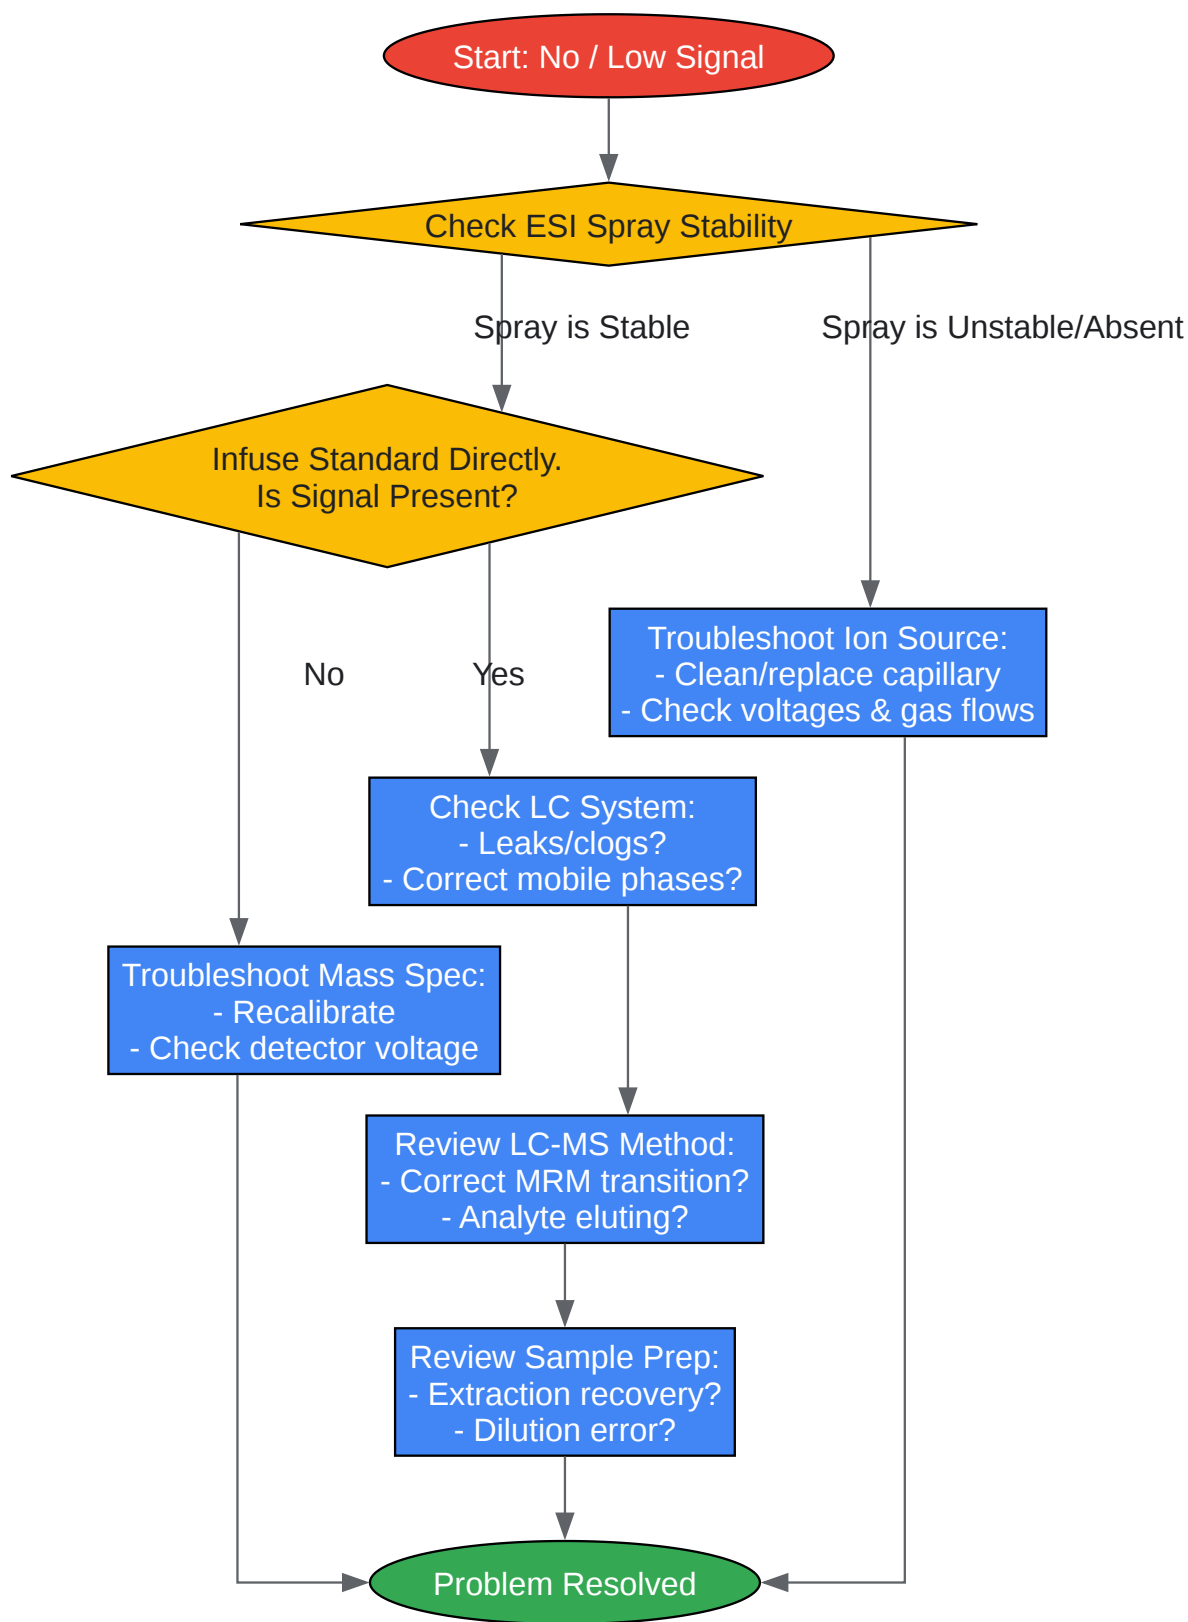 Start: No / Low Signal
Check ESI Spray Stability
Spray is Stable
Spray is Unstable/Absent
Infuse Standard Directly.
Is Signal Present?
No
Yes
Troubleshoot Ion Source:
- Clean/replace capillary
- Check voltages & gas flows
Check LC System:
- Leaks/clogs?
- Correct mobile phases?
Troubleshoot Mass Spec:
- Recalibrate
- Check detector voltage
Review LC-MS Method:
- Correct MRM transition?
- Analyte eluting?
Review Sample Prep:
- Extraction recovery?
- Dilution error?
Problem Resolved